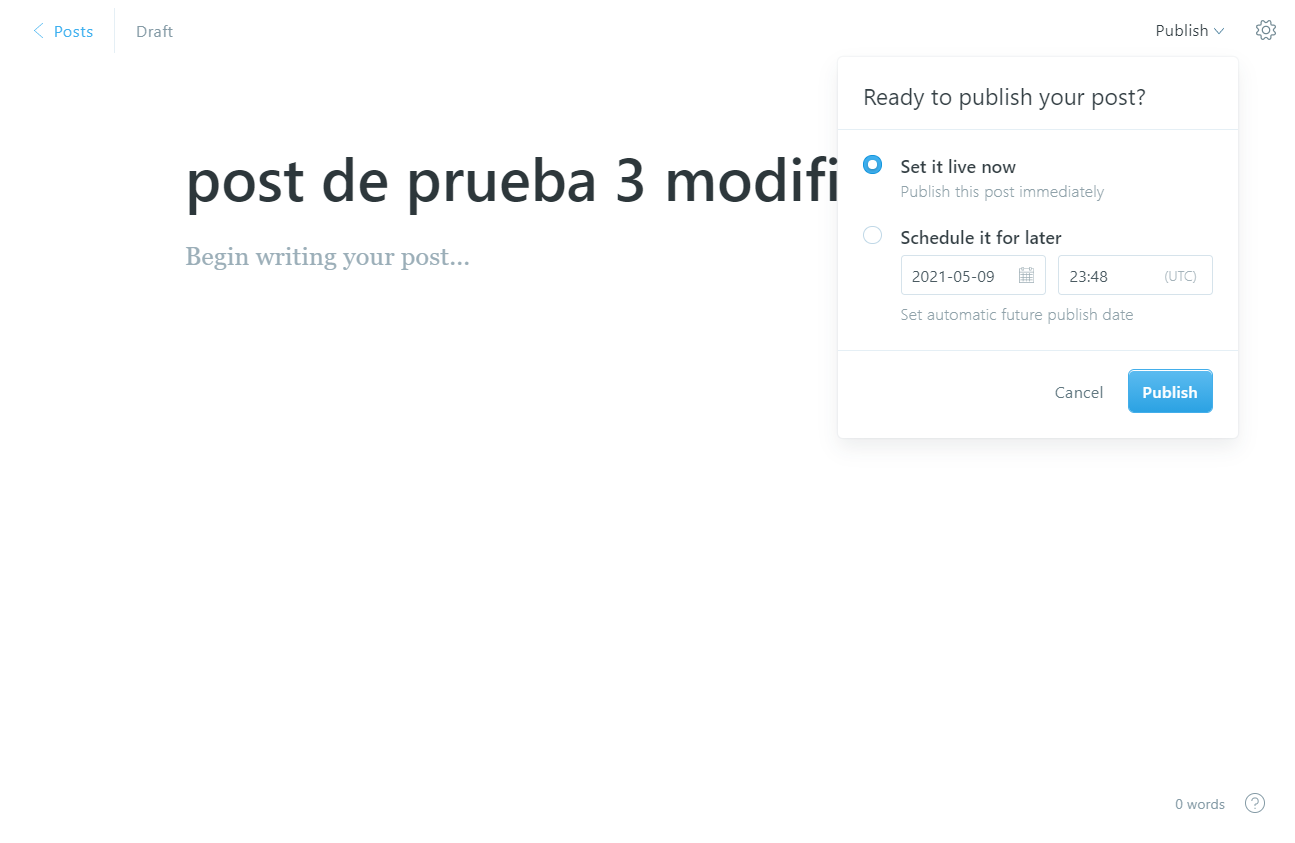 Posts
Draft
Publish
Ready to publish your post?
post de prueba 3 modifi
Set it live now
Publish this post immediately
Begin writing your post...
Schedule it for later
2021-05-09
23:48
(UTC)
Set automatic future publish date
Cancel
Publish
0 words
?